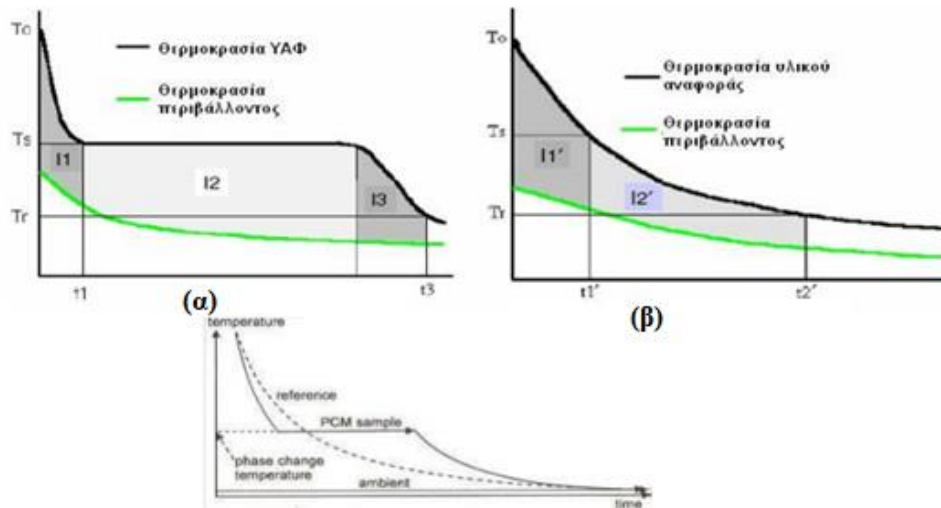 To
Ts
Tr
Θερμοκρασία ΥΑΦ
Θερμοκρασία
περιβάλλοντος
I1
I2
I3
t1
t3
(α)
To
Ts
Tr
Θερμοκρασία υλικού
αναφοράς
Θερμοκρασία
περιβάλλοντος
I1'
I2'
t1'
t2'
(β)
temperature
reference
PCM sample
phase change
temperature
ambient
time